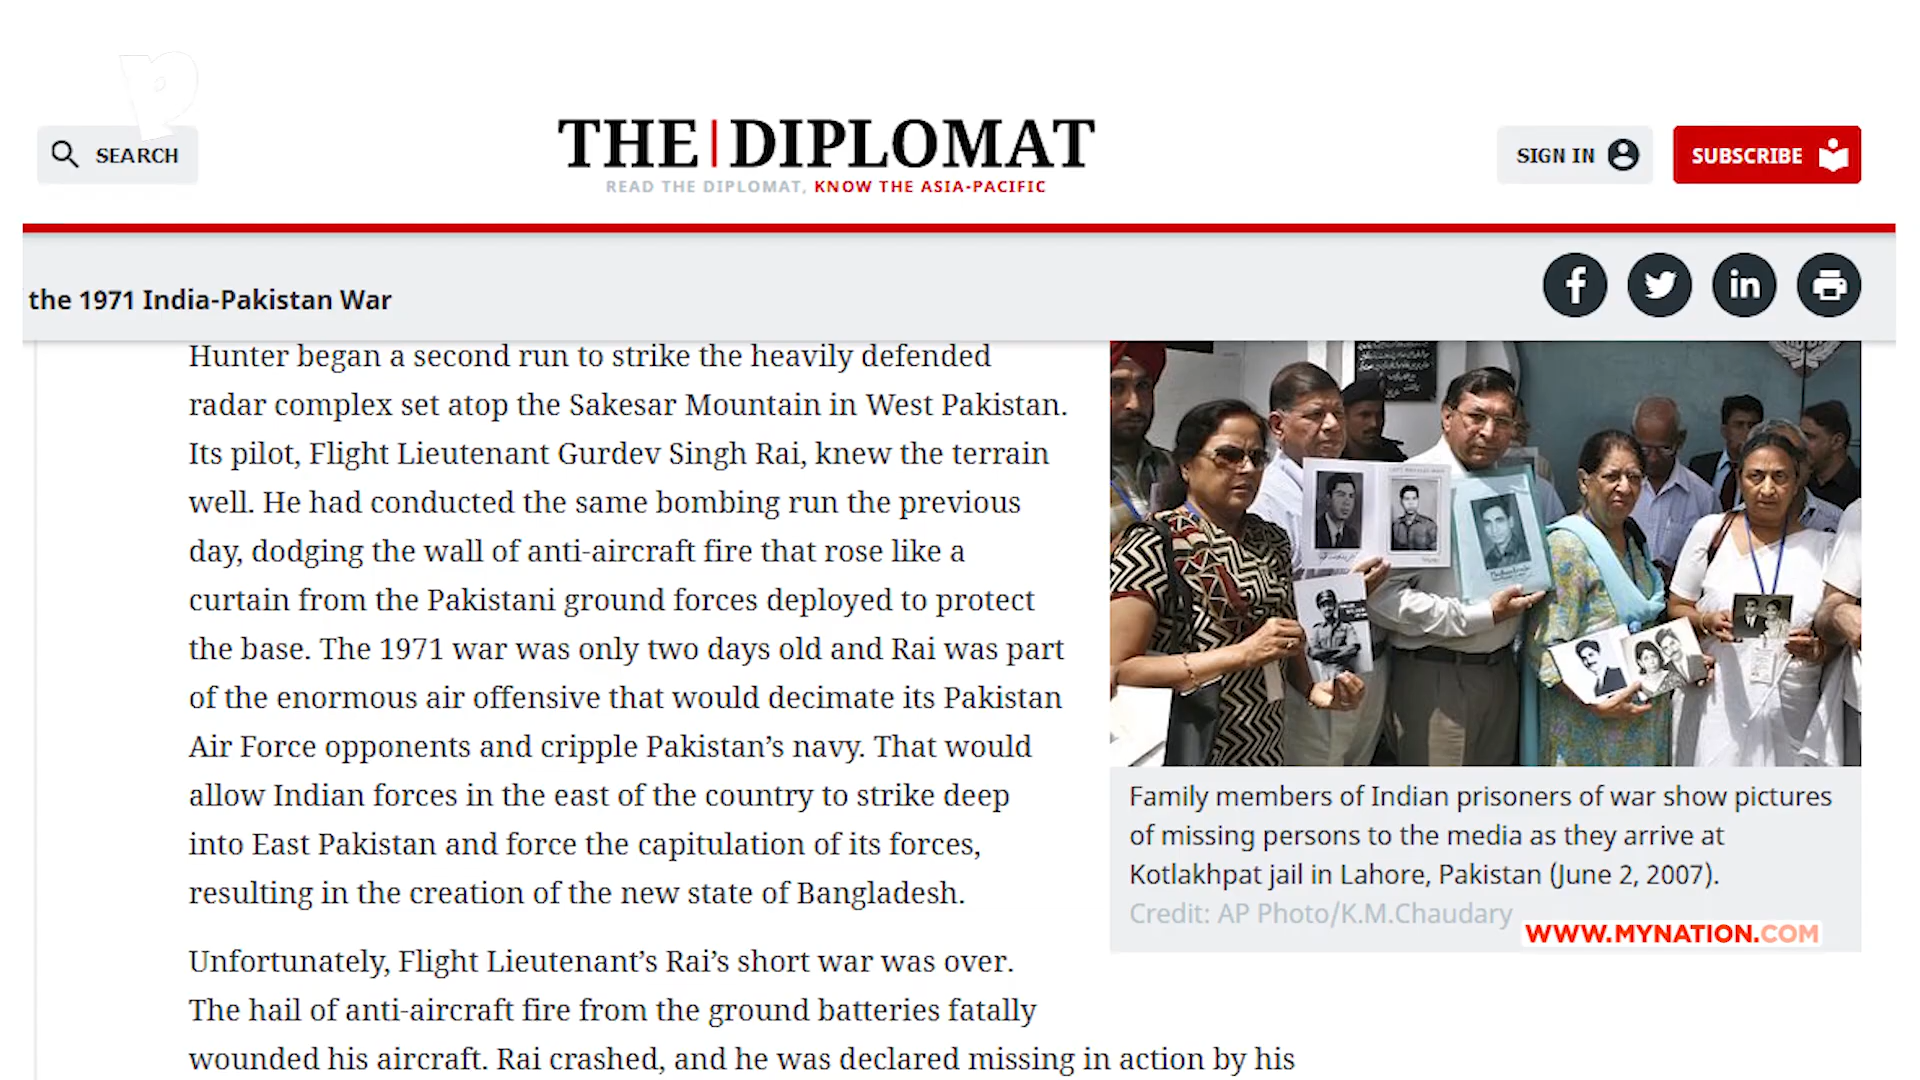 SEARCH
THE|DIPLOMAT
READ THE DIPLOMAT, KNOW THE ASIA-PACIFIC
SIGN IN
SUBSCRIBE
the 1971 India-Pakistan War
Hunter began a second run to strike the heavily defended
radar complex set atop the Sakesar Mountain in West Pakistan.
Its pilot, Flight Lieutenant Gurdev Singh Rai, knew the terrain
well. He had conducted the same bombing run the previous
day, dodging the wall of anti-aircraft fire that rose like a
curtain from the Pakistani ground forces deployed to protect
the base. The 1971 war was only two days old and Rai was part
of the enormous air offensive that would decimate its Pakistan
Air Force opponents and cripple Pakistan’s navy. That would
allow Indian forces in the east of the country to strike deep
into East Pakistan and force the capitulation of its forces,
resulting in the creation of the new state of Bangladesh.
Unfortunately, Flight Lieutenant’s Rai’s short war was over.
The hail of anti-aircraft fire from the ground batteries fatally
wounded his aircraft. Rai crashed, and he was declared missing in action by his
Family members of Indian prisoners of war show pictures
of missing persons to the media as they arrive at
Kotlakhpat jail in Lahore, Pakistan (June 2, 2007).
Credit: AP Photo/K.M.Chaudary
WWW.MYNATION.COM